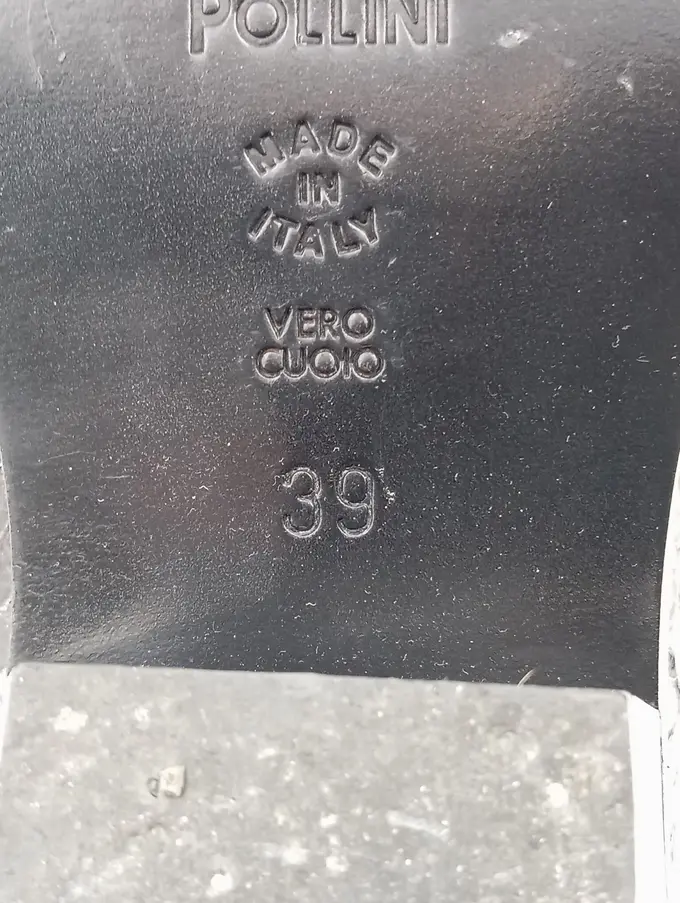 POLLINI
MADE
IN
ITALY
VERO
CUOIO
39